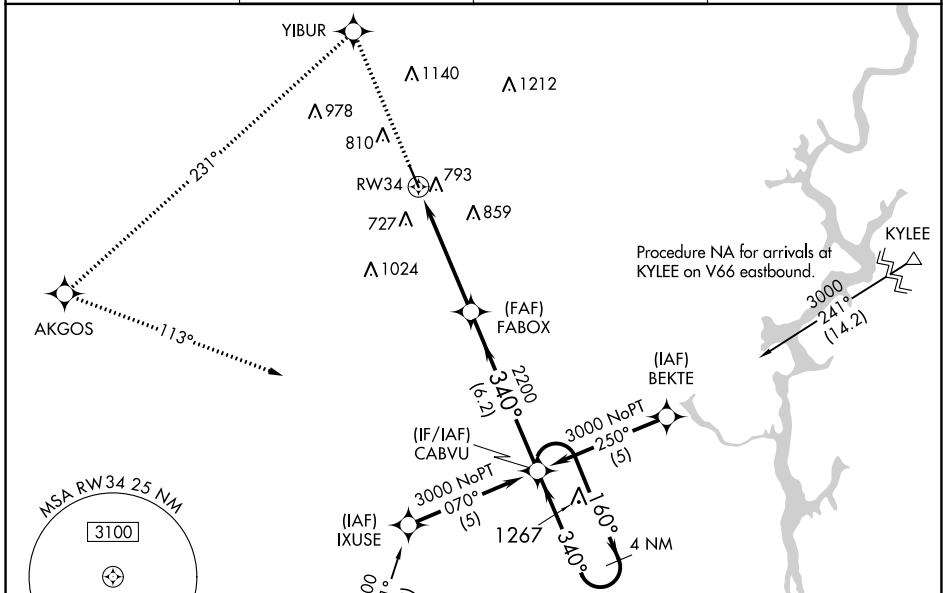 YIBUR
1140
1212
978
810
231°
RW34
793
727
859
KYLEE
Procedure NA for arrivals at
KYLEE on V66 eastbound.
1024
3000
241°
(14.2)
AKGOS
(FAF)
FABOX
113°
2200
340°
(6.2)
(IAF)
BEKTE
(IF/IAF)
CABVU
3000 NoPT
250°
(5)
MSA RW34 25 NM
3100
3000 NoPT
070°
(5)
(IAF)
IXUSE
1267
160°
340°
4 NM